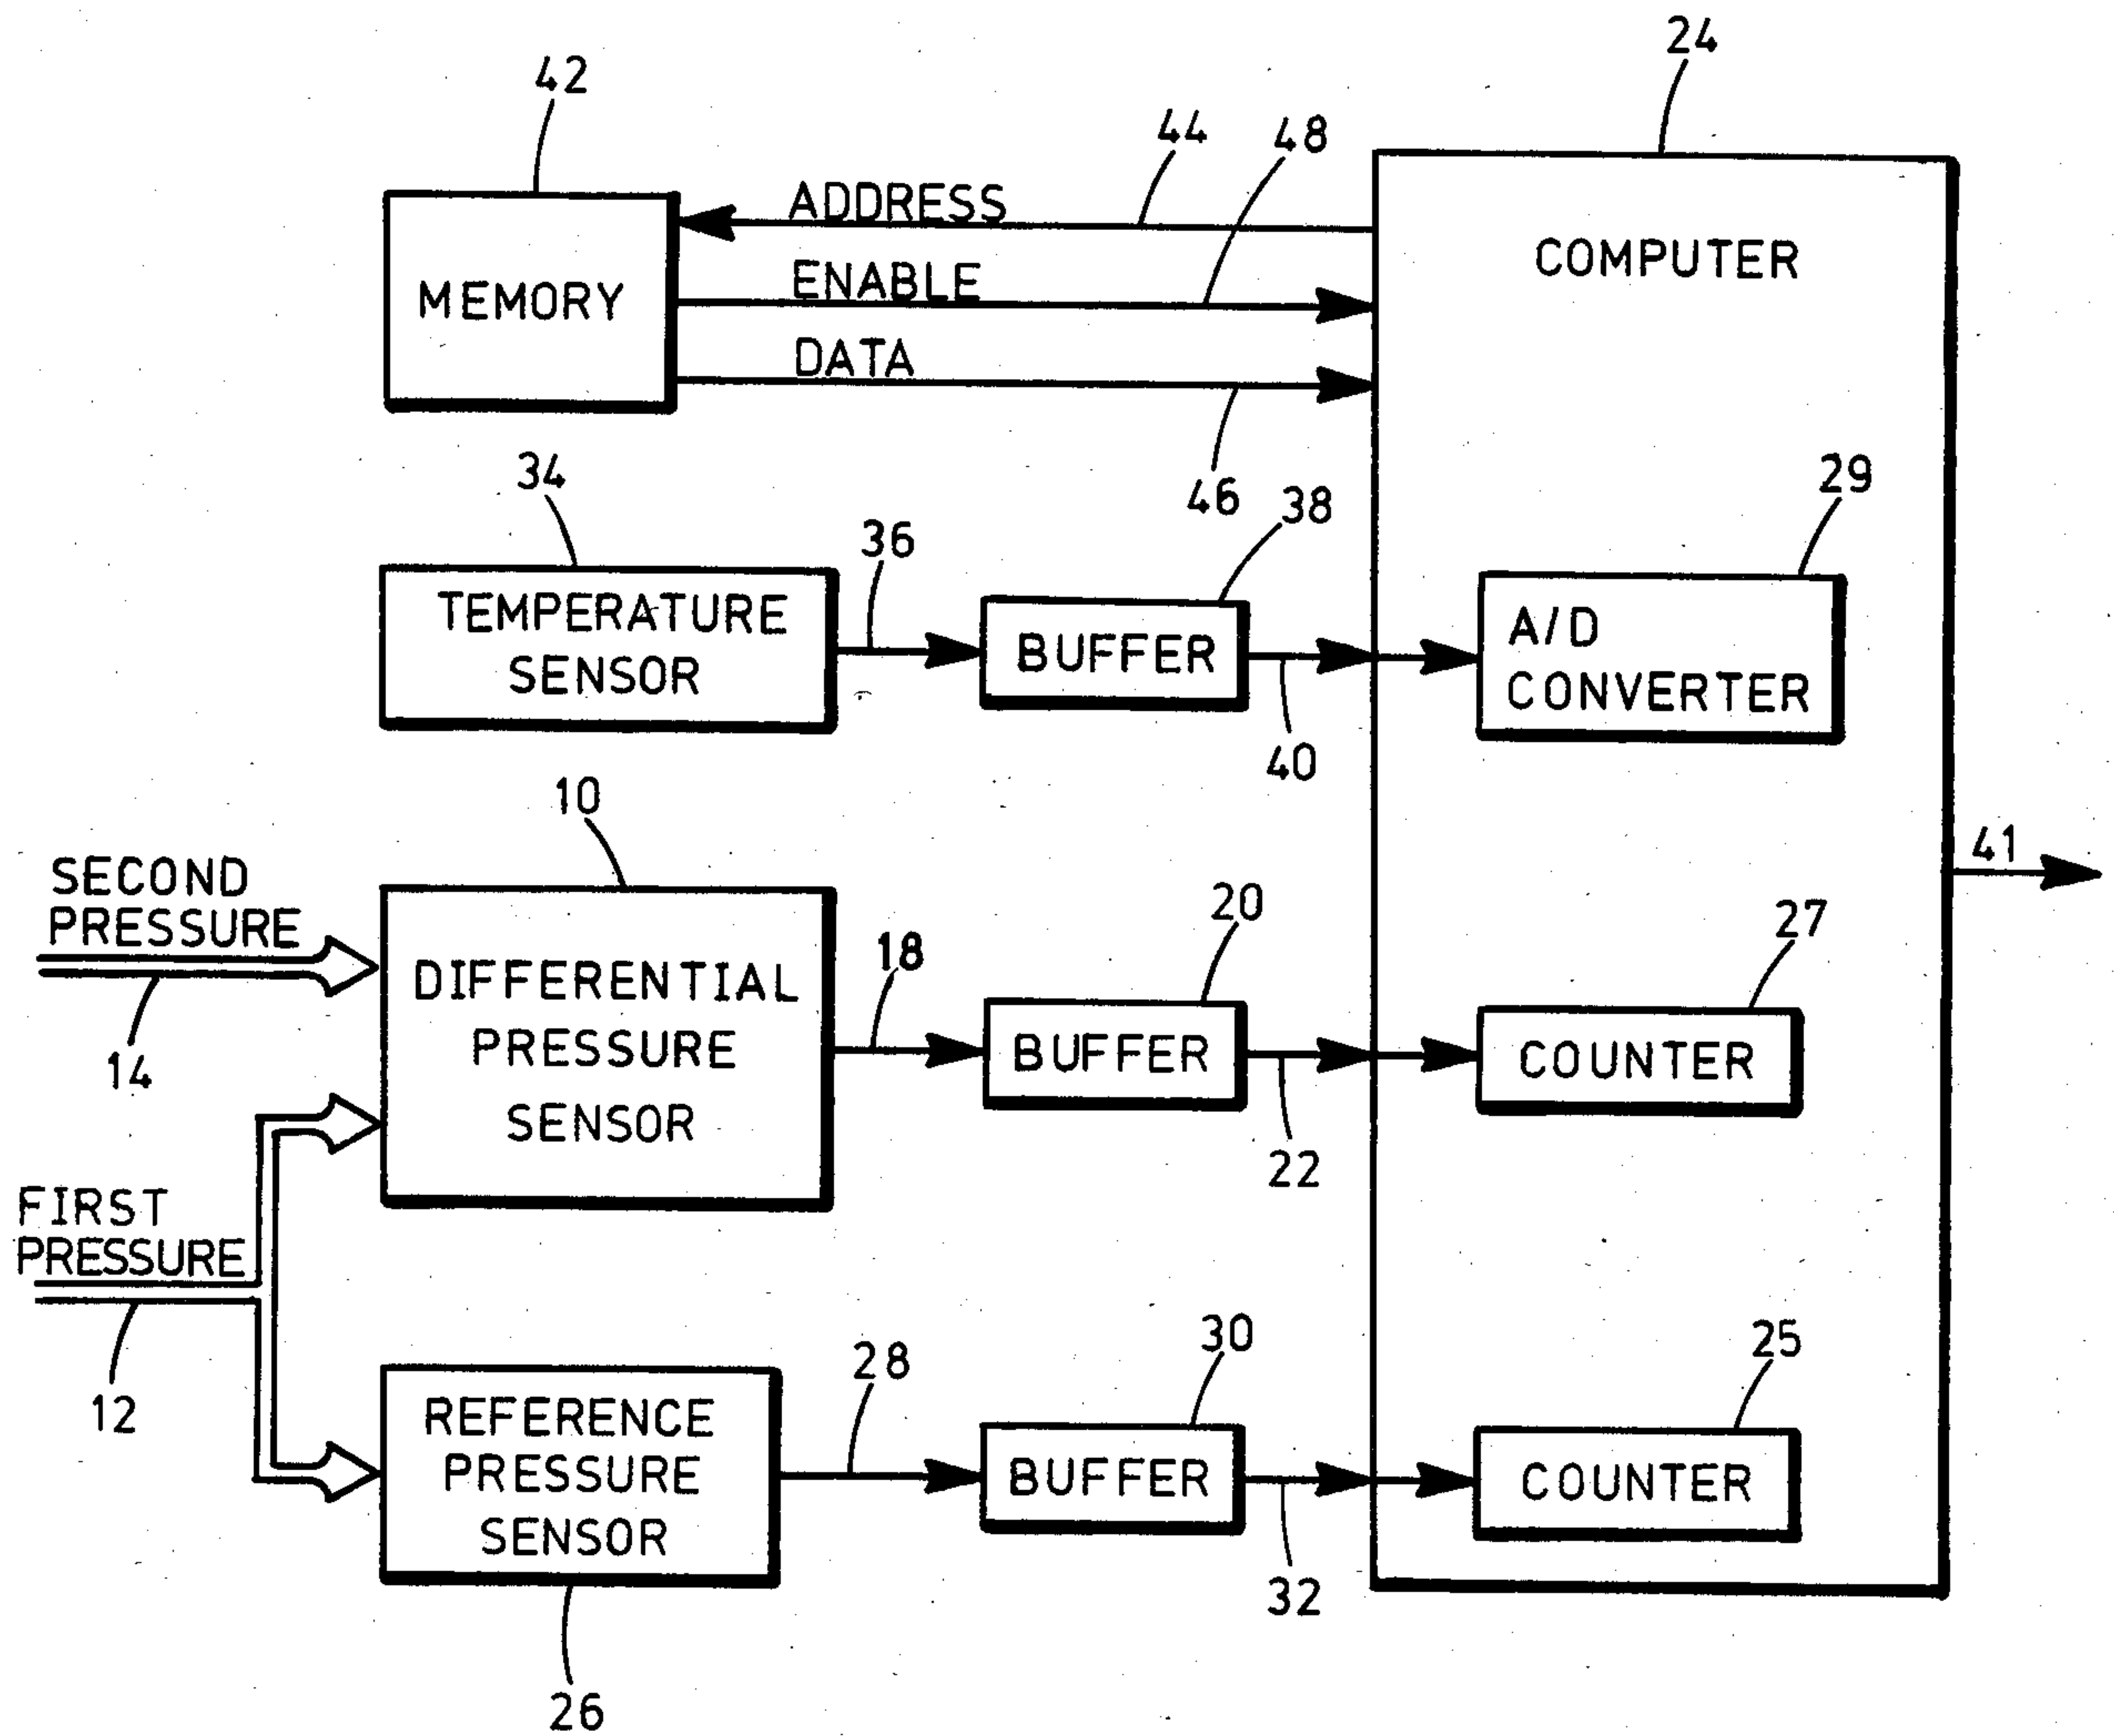 24
42
44
48
ADDRESS
COMPUTER
ENABLE
MEMORY
DATA
46
34
38
29
36
TEMPERATURE
SENSOR
BUFFER
A/D
CONVERTER
40
10
41
SECOND
PRESSURE
14
20
27
18
DIFFERENTIAL
PRESSURE
SENSOR
BUFFER
COUNTER
22
FIRST
PRESSURE
12
30
25
28
REFERENCE
PRESSURE
SENSOR
BUFFER
COUNTER
32
26